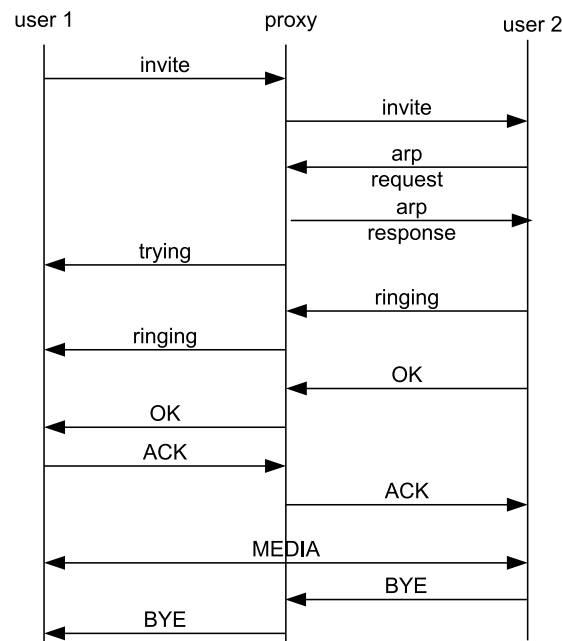 user 1
proxy
user 2
invite
invite
arp
request
arp
response
trying
ringing
ringing
OK
OK
ACK
ACK
MEDIA
BYE
BYE